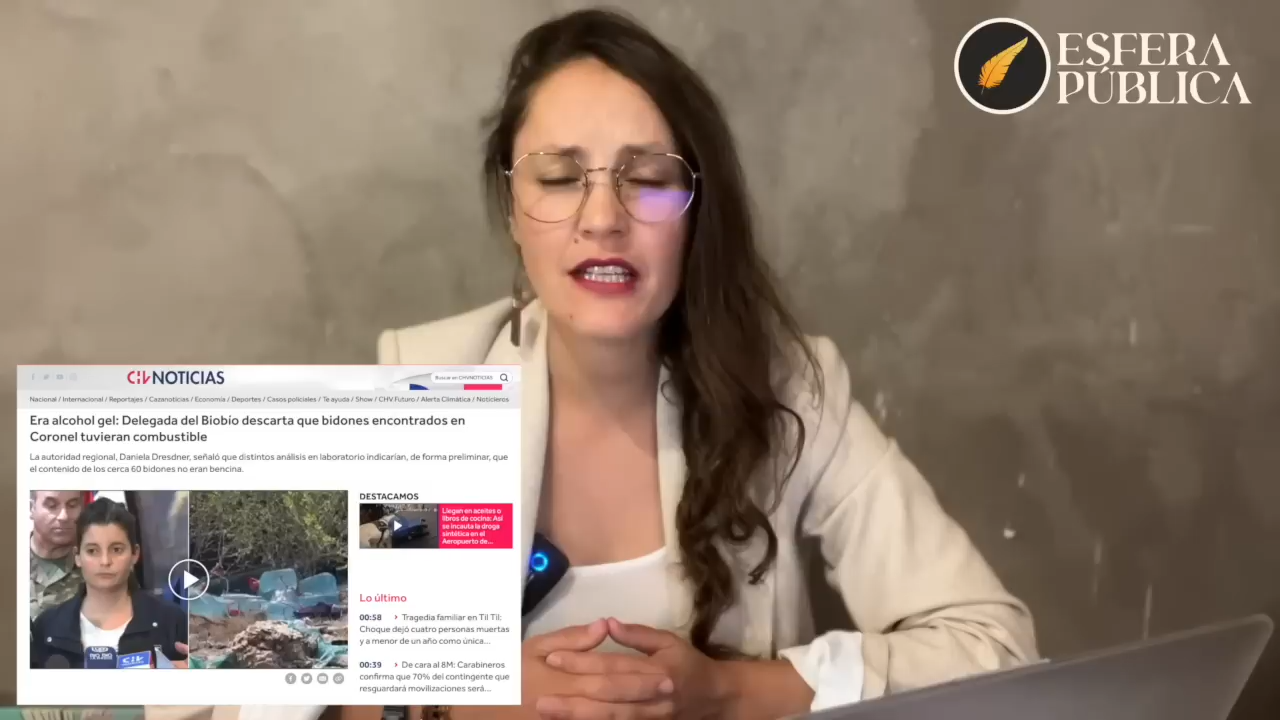 ESFERA
PÚBLICA
CHV NOTICIAS
Buscar en CHVNOTICIAS
Nacional / Internacional / Reportajes / Cazanoticias / Economía / Deportes / Casos policiales / Te ayuda / Show / CHV Futuro / Alerta Climática / Noticieros
Era alcohol gel: Delegada del Biobío descarta que bidones encontrados en
Coronel tuvieran combustible
La autoridad regional, Daniela Dresdner, señaló que distintos análisis en laboratorio indicarían, de forma preliminar, que
el contenido de los cerca 60 bidones no eran bencina.
DESTACAMOS
Llegan en aceites o
libros de cocina: Así
se incauta la droga
sintética en el
Aeropuerto de...
Lo último
00:58 > Tragedia familiar en Til Til:
Choque dejó cuatro personas muertas
y a menor de un año como única...
00:39 > De cara al 8M: Carabineros
confirma que 70% del contingente que
resguardará movilizaciones será...